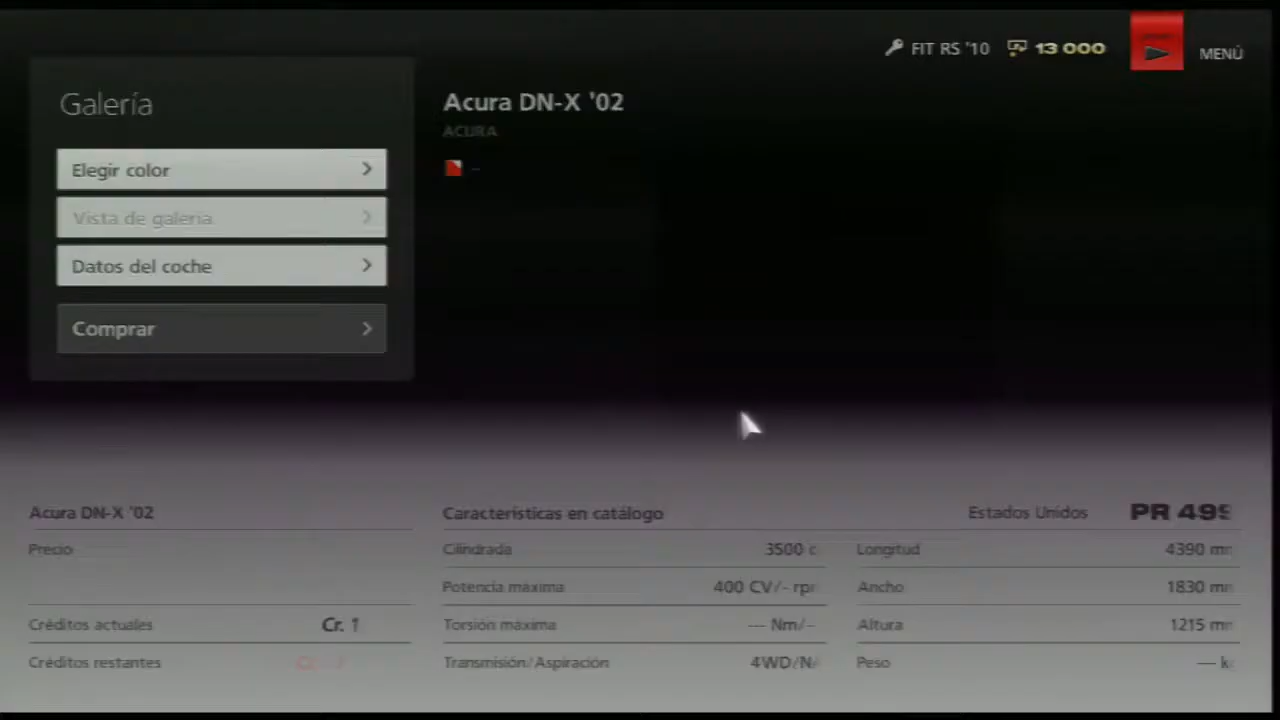 FIT RS '10
13 000
MENÚ
Galería
Elegir color
Vista de galería
Datos del coche
Comprar
Acura DN-X '02
ACURA
--
Acura DN-X '02
Precio
Créditos actuales
Cr. 1
Créditos restantes
Características en catálogo
Estados Unidos
PR 499
Cilindrada
3500 c
Potencia máxima
400 CV/- rp
Torsión máxima
--- Nm/-
Transmisión/Aspiración
4WD/N
Longitud
4390 m
Ancho
1830 m
Altura
1215 m
Peso
--- k